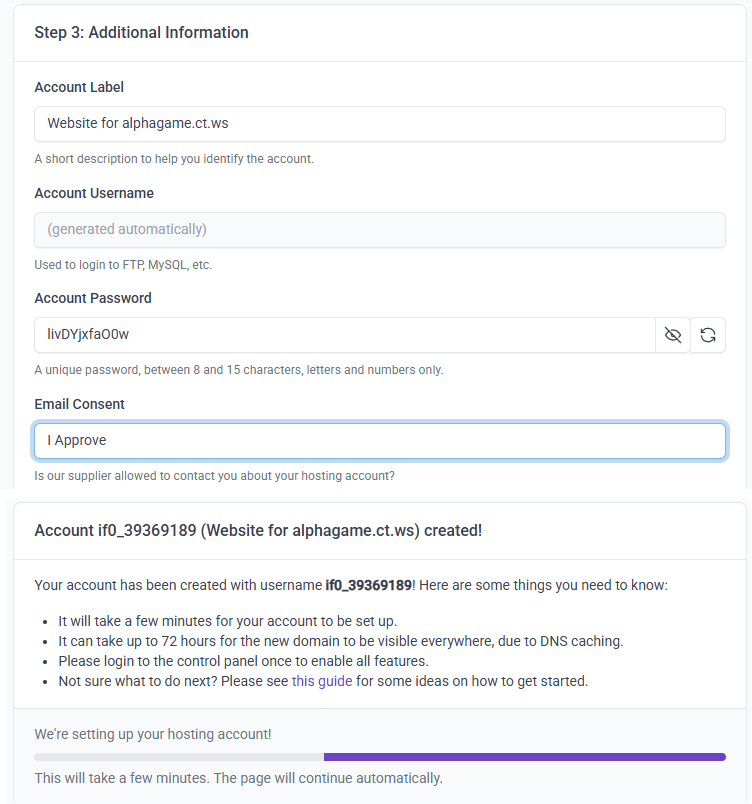 Step 3: Additional Information
Account Label
Website for alphagame.ct.ws
A short description to help you identify the account.
Account Username
(generated automatically)
Used to login to FTP, MySQL, etc.
Account Password
livDYjxfaO0w
A unique password, between 8 and 15 characters, letters and numbers only.
Email Consent
I Approve
Is our supplier allowed to contact you about your hosting account?
Account if0_39369189 (Website for alphagame.ct.ws) created!
Your account has been created with username if0_39369189! Here are some things you need to know:
It will take a few minutes for your account to be set up.
It can take up to 72 hours for the new domain to be visible everywhere, due to DNS caching.
Please login to the control panel once to enable all features.
Not sure what to do next? Please see this guide for some ideas on how to get started.
We're setting up your hosting account!
This will take a few minutes. The page will continue automatically.